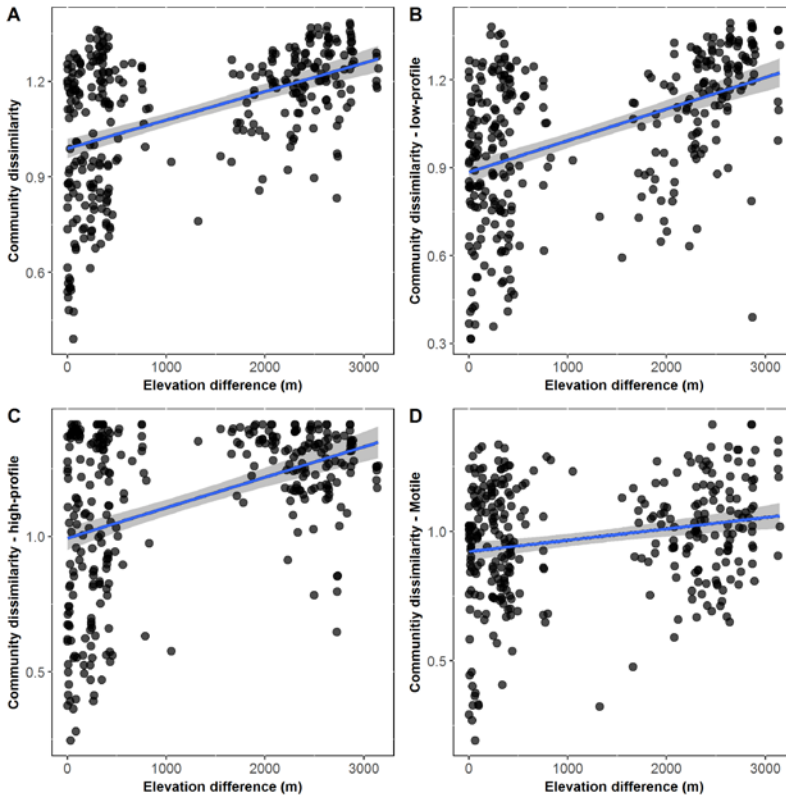 A
Community dissimilarity
1.2
0.9
0.6
0 1000 2000 3000
Elevation difference (m)
B
Community dissimilarity - low-profile
1.2
0.9
0.6
0.3
0 1000 2000 3000
Elevation difference (m)
C
Community dissimilarity - high-profile
1.0
0.5
0 1000 2000 3000
Elevation difference (m)
D
Communitiy dissimilarity - Motile
1.0
0.5
0 1000 2000 3000
Elevation difference (m)